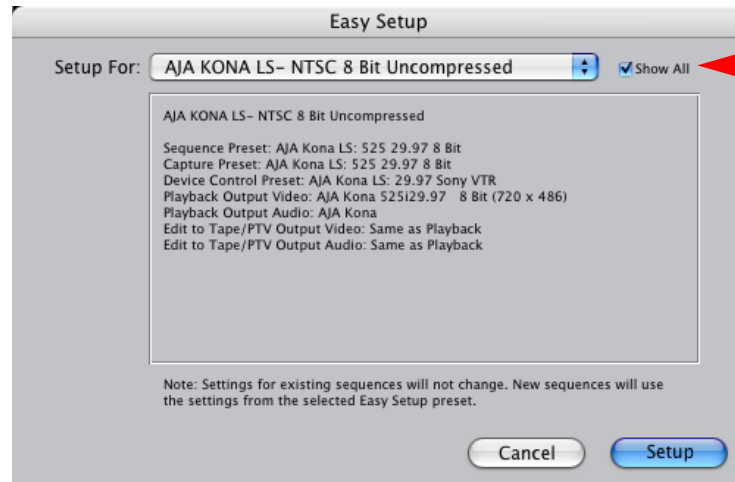 Easy Setup
Setup For: AJA KONA LS– NTSC 8 Bit Uncompressed Show All
AJA KONA LS– NTSC 8 Bit Uncompressed
Sequence Preset: AJA Kona LS: 525 29.97 8 Bit
Capture Preset: AJA Kona LS: 525 29.97 8 Bit
Device Control Preset: AJA Kona LS: 29.97 Sony VTR
Playback Output Video: AJA Kona 525i29.97 8 Bit (720 x 486)
Playback Output Audio: AJA Kona
Edit to Tape/PTV Output Video: Same as Playback
Edit to Tape/PTV Output Audio: Same as Playback
Note: Settings for existing sequences will not change. New sequences will use
the settings from the selected Easy Setup preset.
Cancel Setup